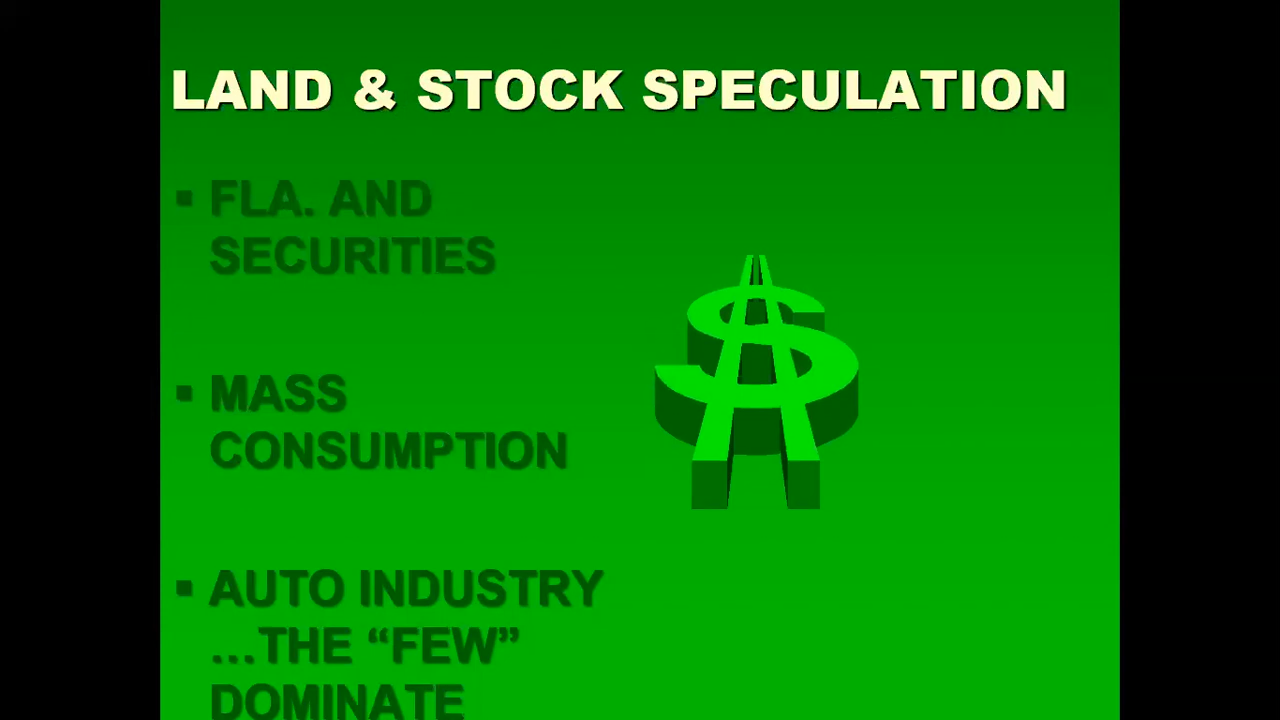 LAND & STOCK SPECULATION
▪ FLA. AND
SECURITIES
▪ MASS
CONSUMPTION
▪ AUTO INDUSTRY
…THE “FEW”
DOMINATE